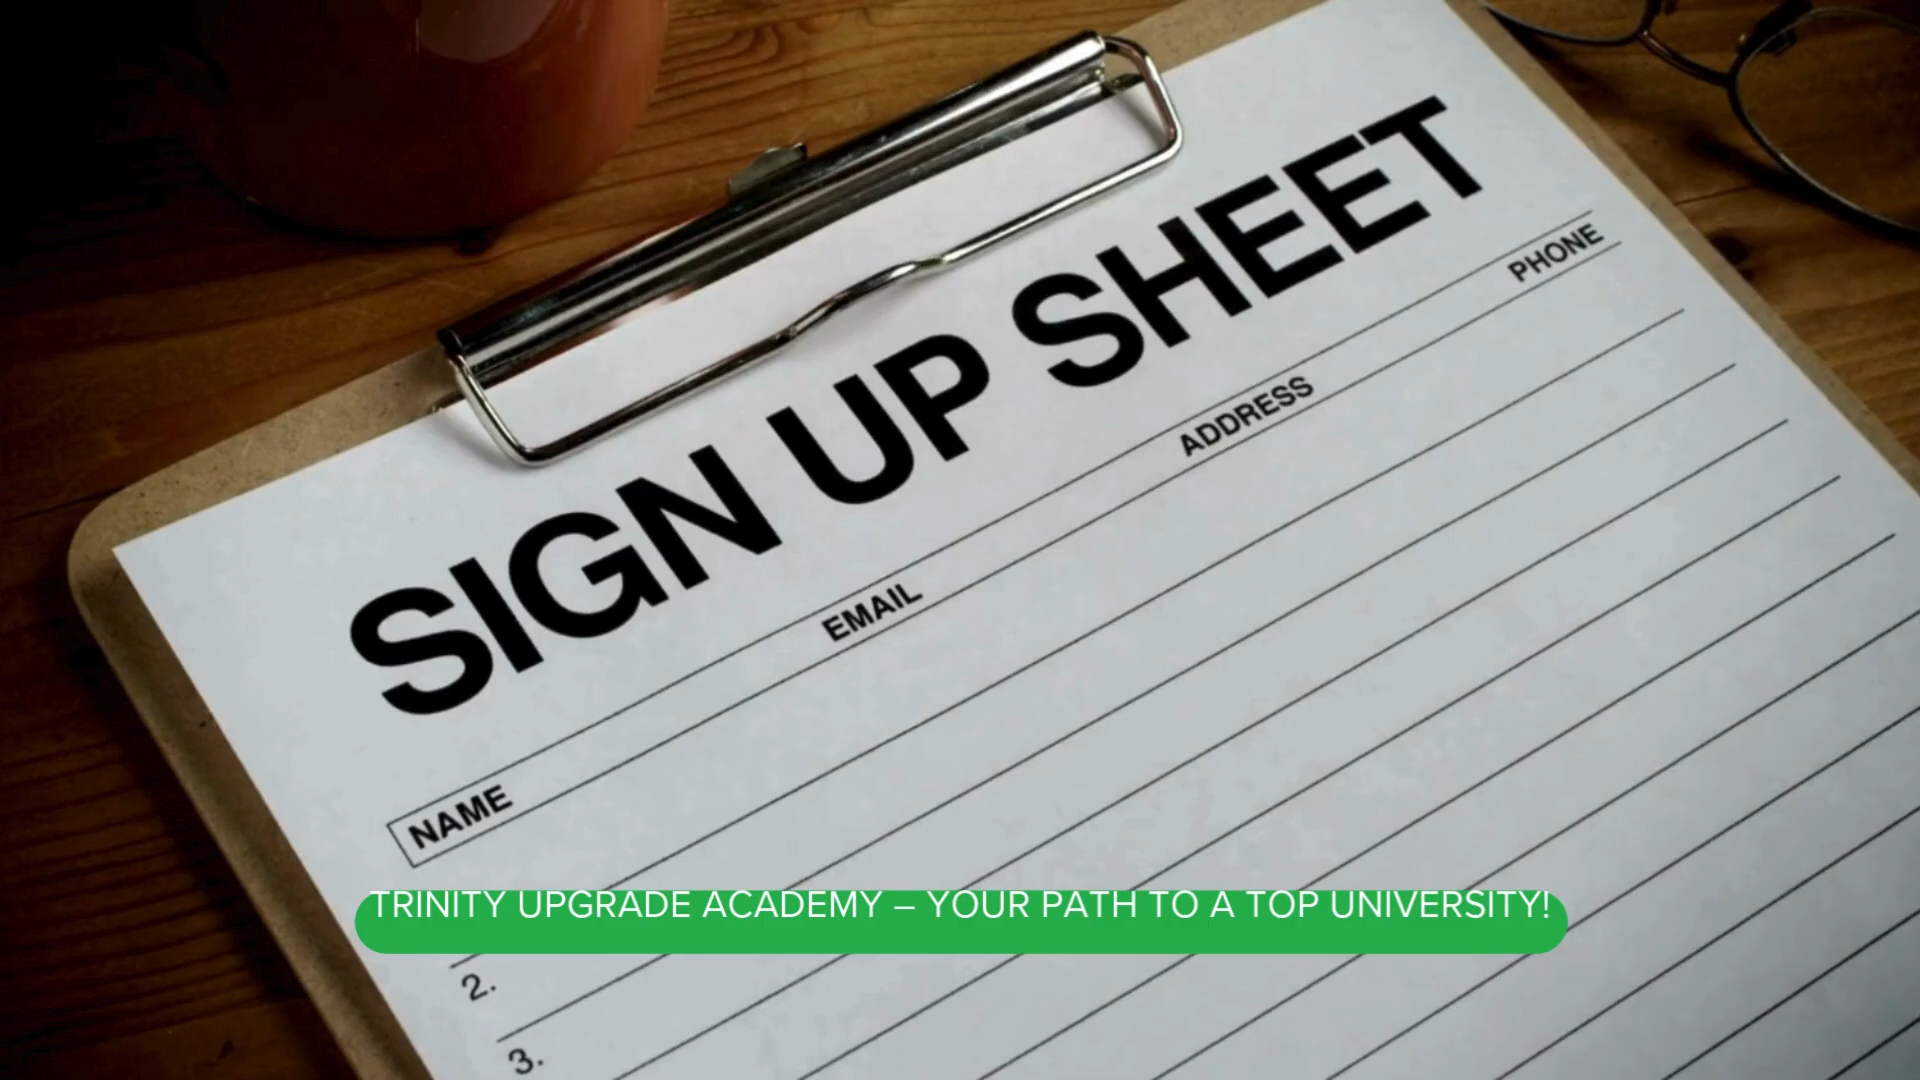 SIGN UP SHEET
NAME EMAIL ADDRESS PHONE
TRINITY UPGRADE ACADEMY – YOUR PATH TO A TOP UNIVERSITY!
2.
3.